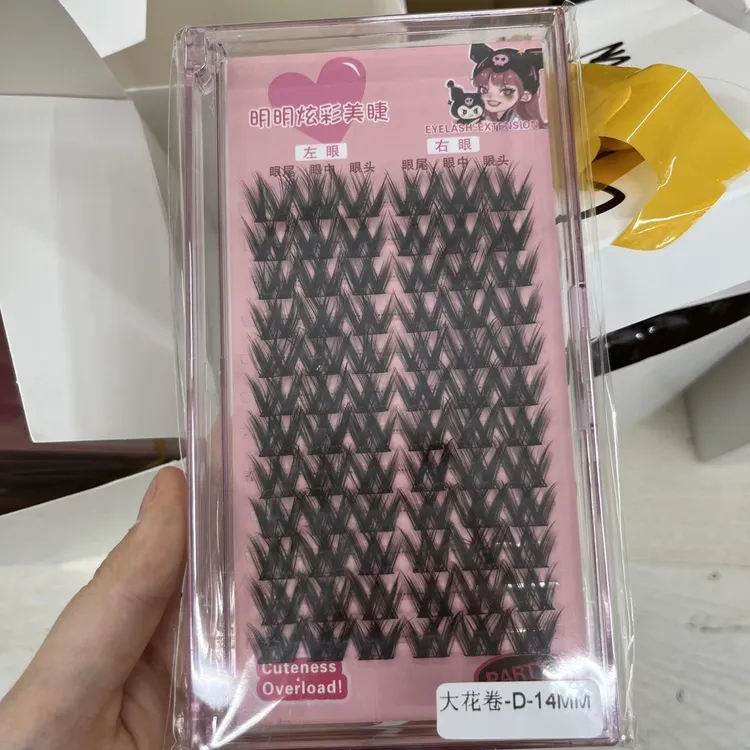 明明炫彩美睫
EYELASH EXTENSION
左眼 右眼
眼尾 眼中 眼头 眼尾 眼中 眼头
Cuteness
Overload!
大花卷-D-14MM